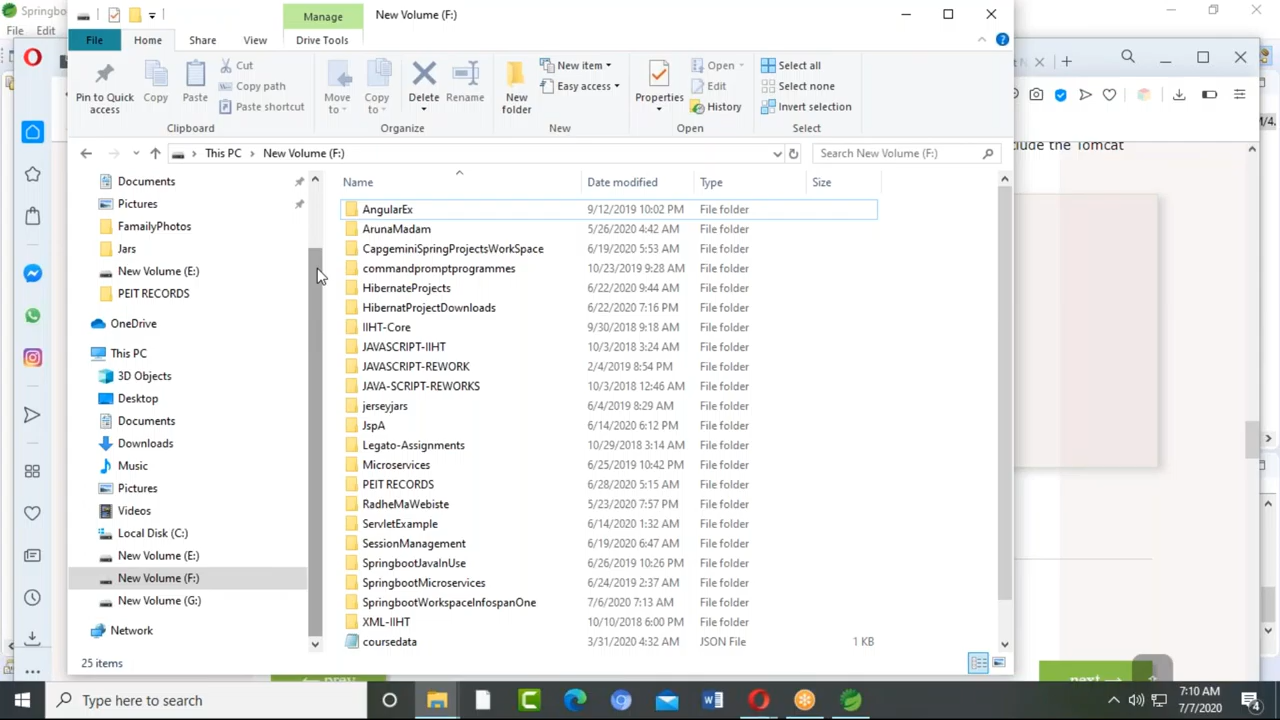 Springbo
File Edit
Manage
New Volume (F:)
File
Home
Share
View
Drive Tools
Pin to Quick
access
Copy
Paste
Cut
Copy path
Paste shortcut
Clipboard
Move
to
Copy
to
Delete
Rename
Organize
New
folder
New item
Easy access
New
Properties
Open
Edit
History
Open
Select all
Select none
Invert selection
Select
This PC > New Volume (F:)
Search New Volume (F:)
clude the Tomcat
Documents
Pictures
FamailyPhotos
Jars
New Volume (E:)
PEIT RECORDS
OneDrive
This PC
3D Objects
Desktop
Documents
Downloads
Music
Pictures
Videos
Local Disk (C:)
New Volume (E:)
New Volume (F:)
New Volume (G:)
Network
Name Date modified Type Size
AngularEx 9/12/2019 10:02 PM File folder
ArunaMadam 5/26/2020 4:42 AM File folder
CapgeminiSpringProjectsWorkSpace 6/19/2020 5:53 AM File folder
commandpromptprogrammes 10/23/2019 9:28 AM File folder
HibernateProjects 6/22/2020 9:44 AM File folder
HibernatProjectDownloads 6/22/2020 7:16 PM File folder
IIHT-Core 9/30/2018 9:18 AM File folder
JAVASCRIPT-IIHT 10/3/2018 3:24 AM File folder
JAVASCRIPT-REWORK 2/4/2019 8:54 PM File folder
JAVA-SCRIPT-REWORKS 10/3/2018 12:46 AM File folder
jerseyjars 6/4/2019 8:29 AM File folder
JspA 6/14/2020 6:12 PM File folder
Legato-Assignments 10/29/2018 3:14 AM File folder
Microservices 6/25/2019 10:42 PM File folder
PEIT RECORDS 6/28/2020 5:15 AM File folder
RadheMaWebiste 5/23/2020 7:57 PM File folder
ServletExample 6/14/2020 1:32 AM File folder
SessionManagement 6/19/2020 6:47 AM File folder
SpringbootJavaInUse 6/26/2019 10:26 PM File folder
SpringbootMicroservices 6/24/2019 2:37 AM File folder
SpringbootWorkspaceInfospanOne 7/6/2020 7:13 AM File folder
XML-IIHT 10/10/2018 6:00 PM File folder
coursedata 3/31/2020 4:32 AM JSON File 1 KB
25 items
← prev
next →
Type here to search
7:10 AM
7/7/2020
4